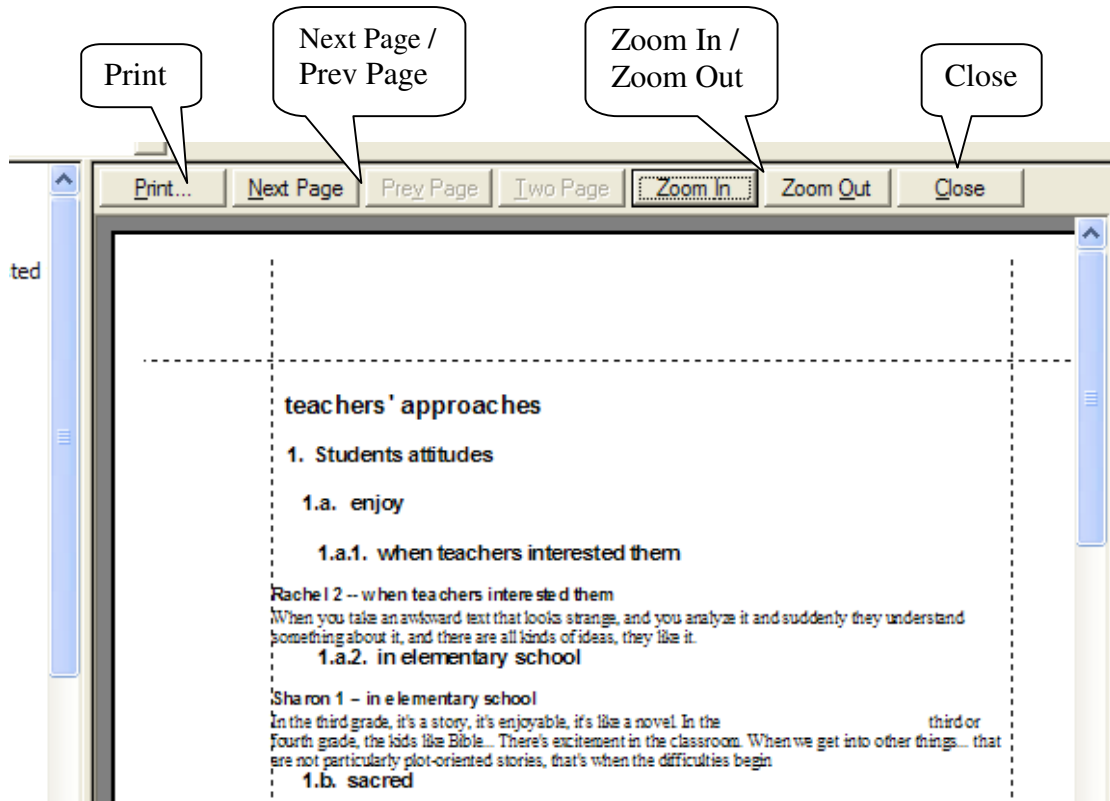 Print
Next Page /
Prev Page
Zoom In /
Zoom Out
Close
Print...
Next Page
Prev Page
Two Page
Zoom In
Zoom Out
Close
ted
teachers' approaches
1. Students attitudes
1.a. enjoy
1.a.1. when teachers interested them
Rachel 2 -- when teachers interested them
When you take an awkward text that looks strange, and you analyze it and suddenly they understand
something about it, and there are all kinds of ideas, they like it.
1.a.2. in elementary school
Sharon 1 – in elementary school
In the third grade, it's a story, it's enjoyable, it's like a novel. In the third or
fourth grade, the kids like Bible... There's excitement in the classroom. When we get into other things... that
are not particularly plot-oriented stories, that's when the difficulties begin
1.b. sacred